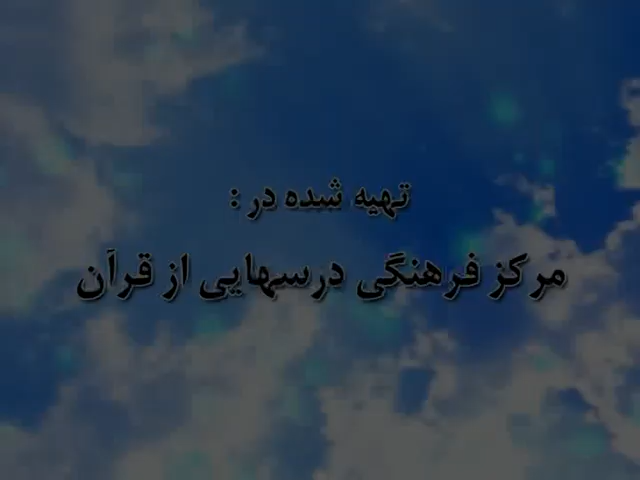 تهیه شده در :
مرکز فرهنگی درسهایی از قرآن